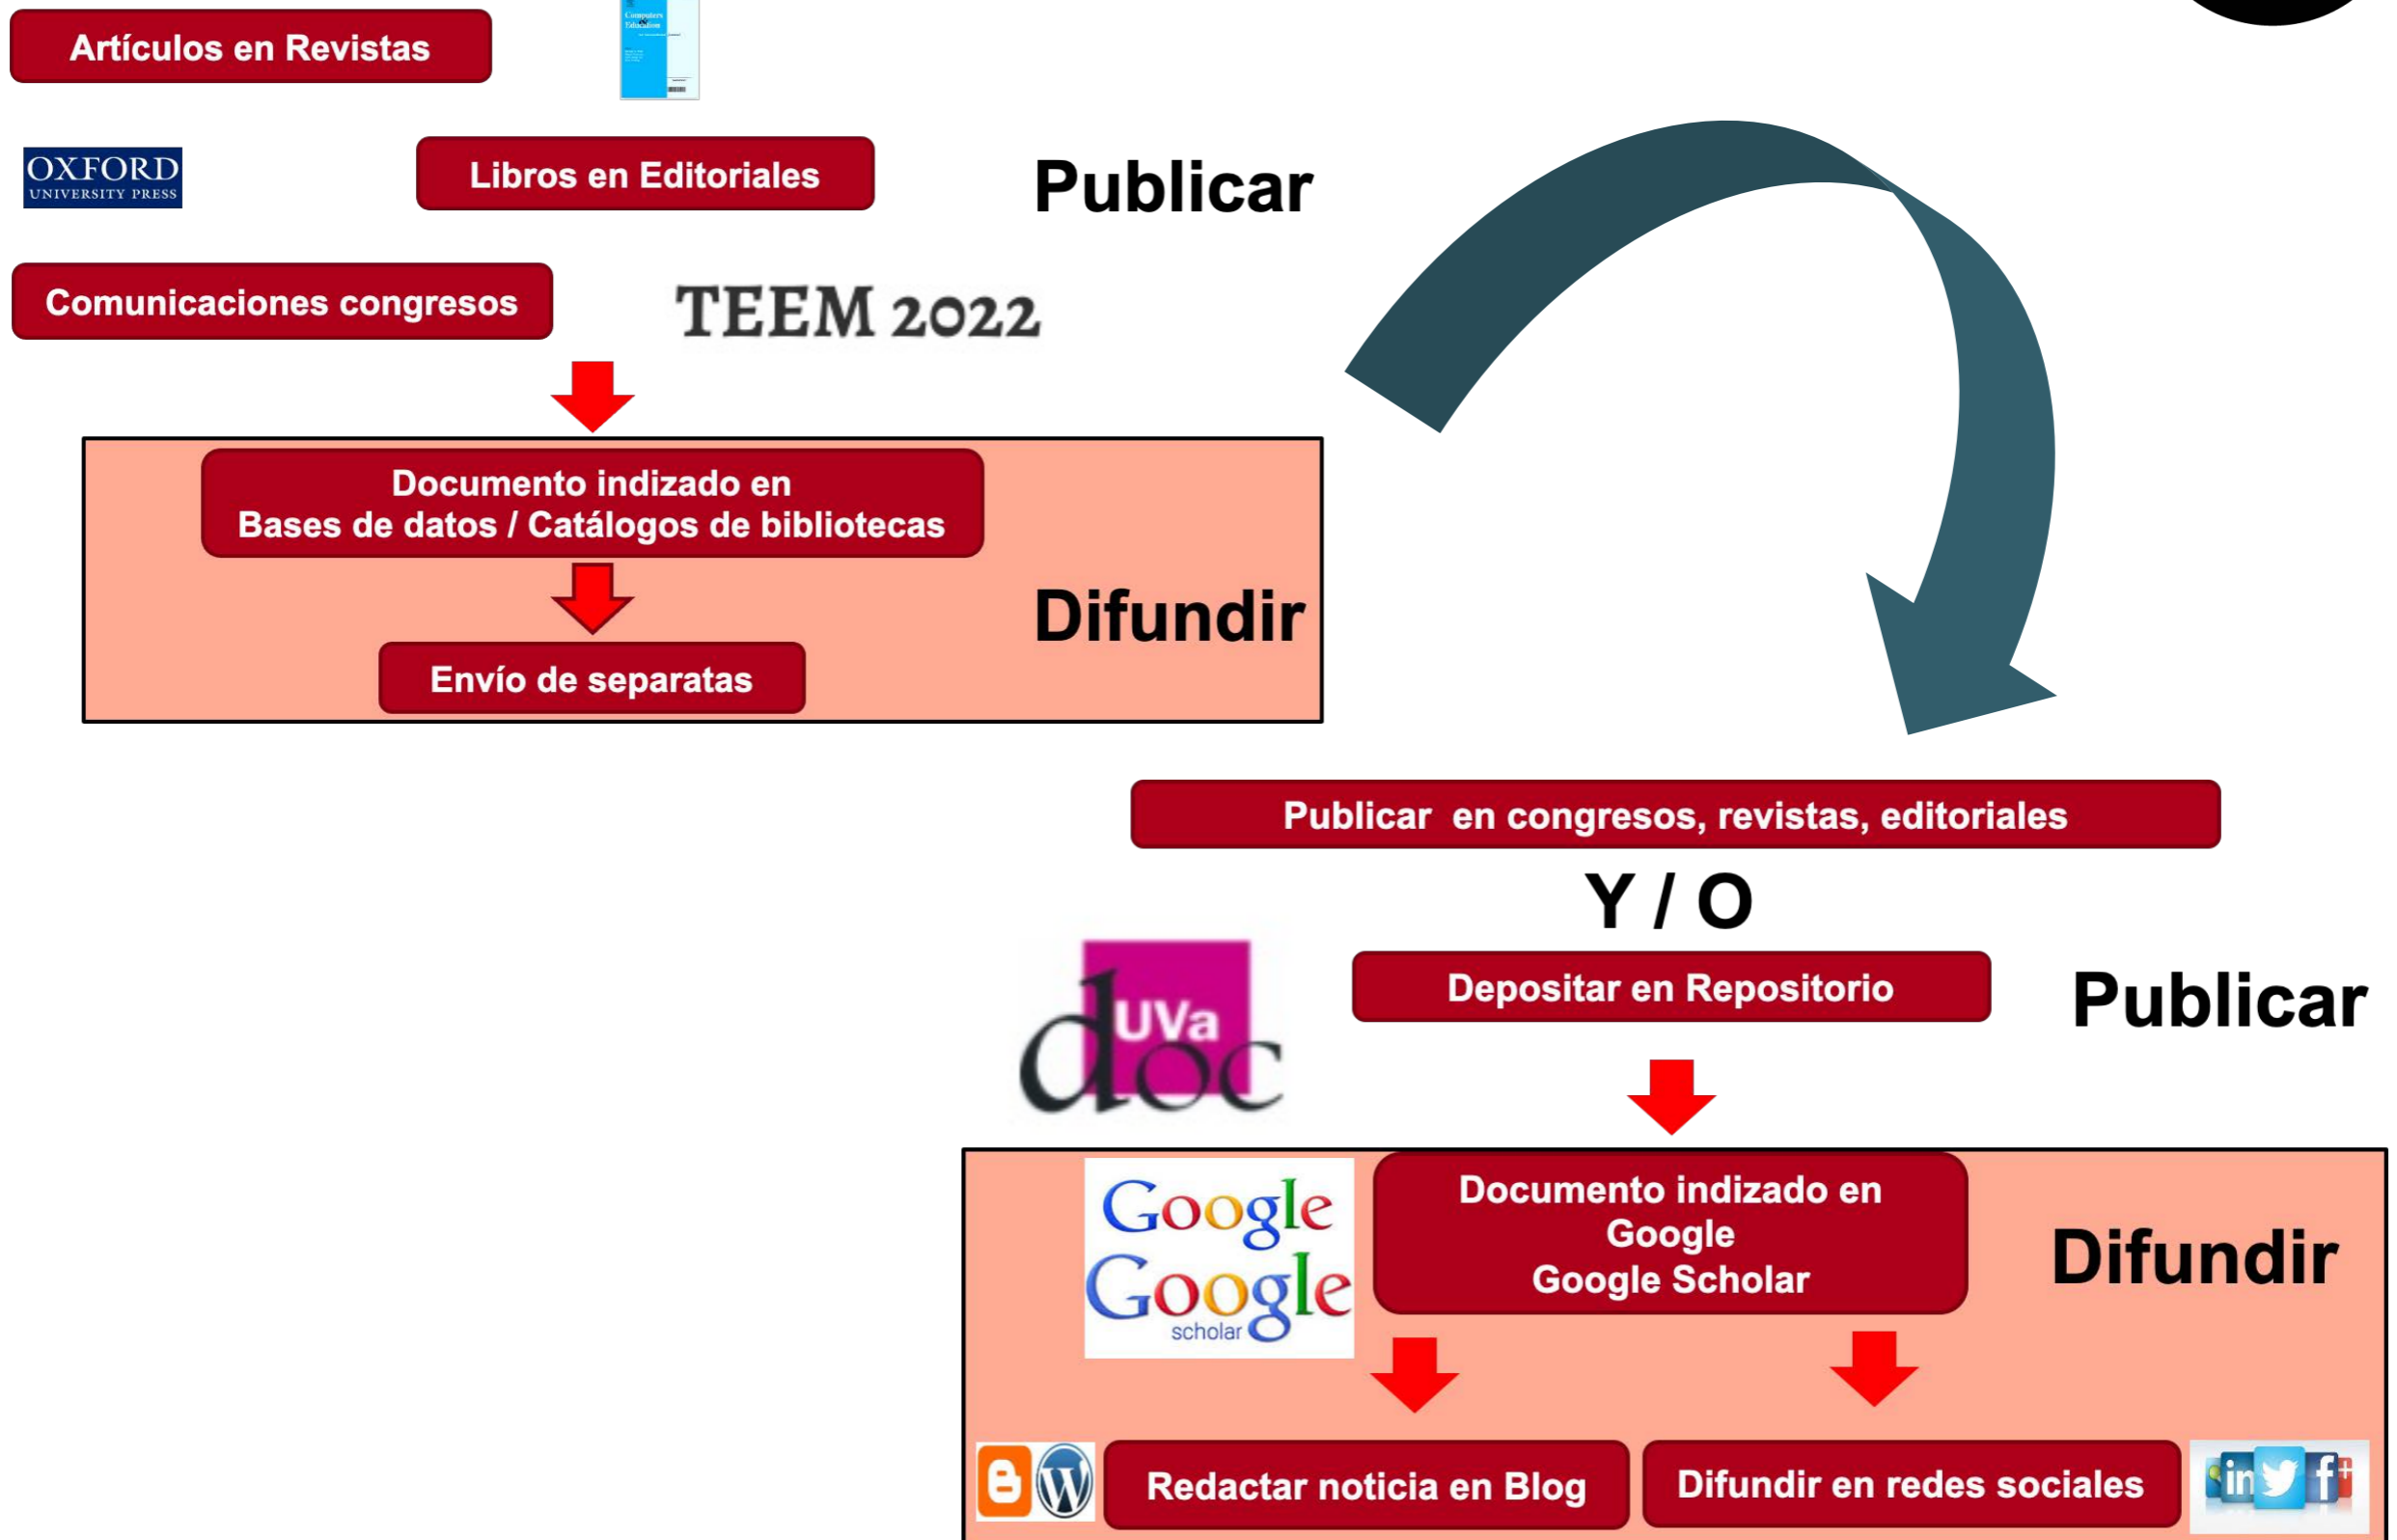 Computers
Education
Artículos en Revistas
OXFORD
UNIVERSITY PRESS
Libros en Editoriales
Publicar
Comunicaciones congresos
TEEM 2022
Documento indizado en
Bases de datos / Catálogos de bibliotecas
Difundir
Envío de separatas
Publicar en congresos, revistas, editoriales
Y / O
Depositar en Repositorio
UVa
doc
Publicar
Google
Google
scholar
Documento indizado en
Google
Google Scholar
Difundir
Redactar noticia en Blog
Difundir en redes sociales
in f +